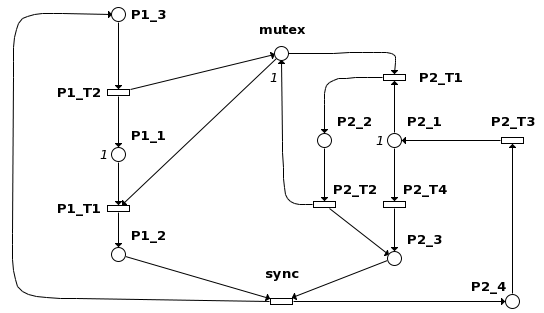 P1_3
mutex
1
P1_T2
P2_T1
P1_1
1
P2_2
P2_1
1
P2_T3
P1_T1
P2_T2
P2_T4
P1_2
P2_3
sync
P2_4